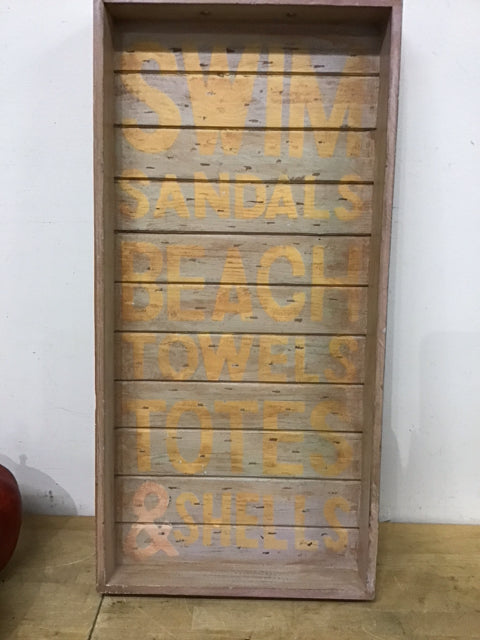 SWIM
SANDALS
BEACH
TOWELS
TOTES
& SHELLS